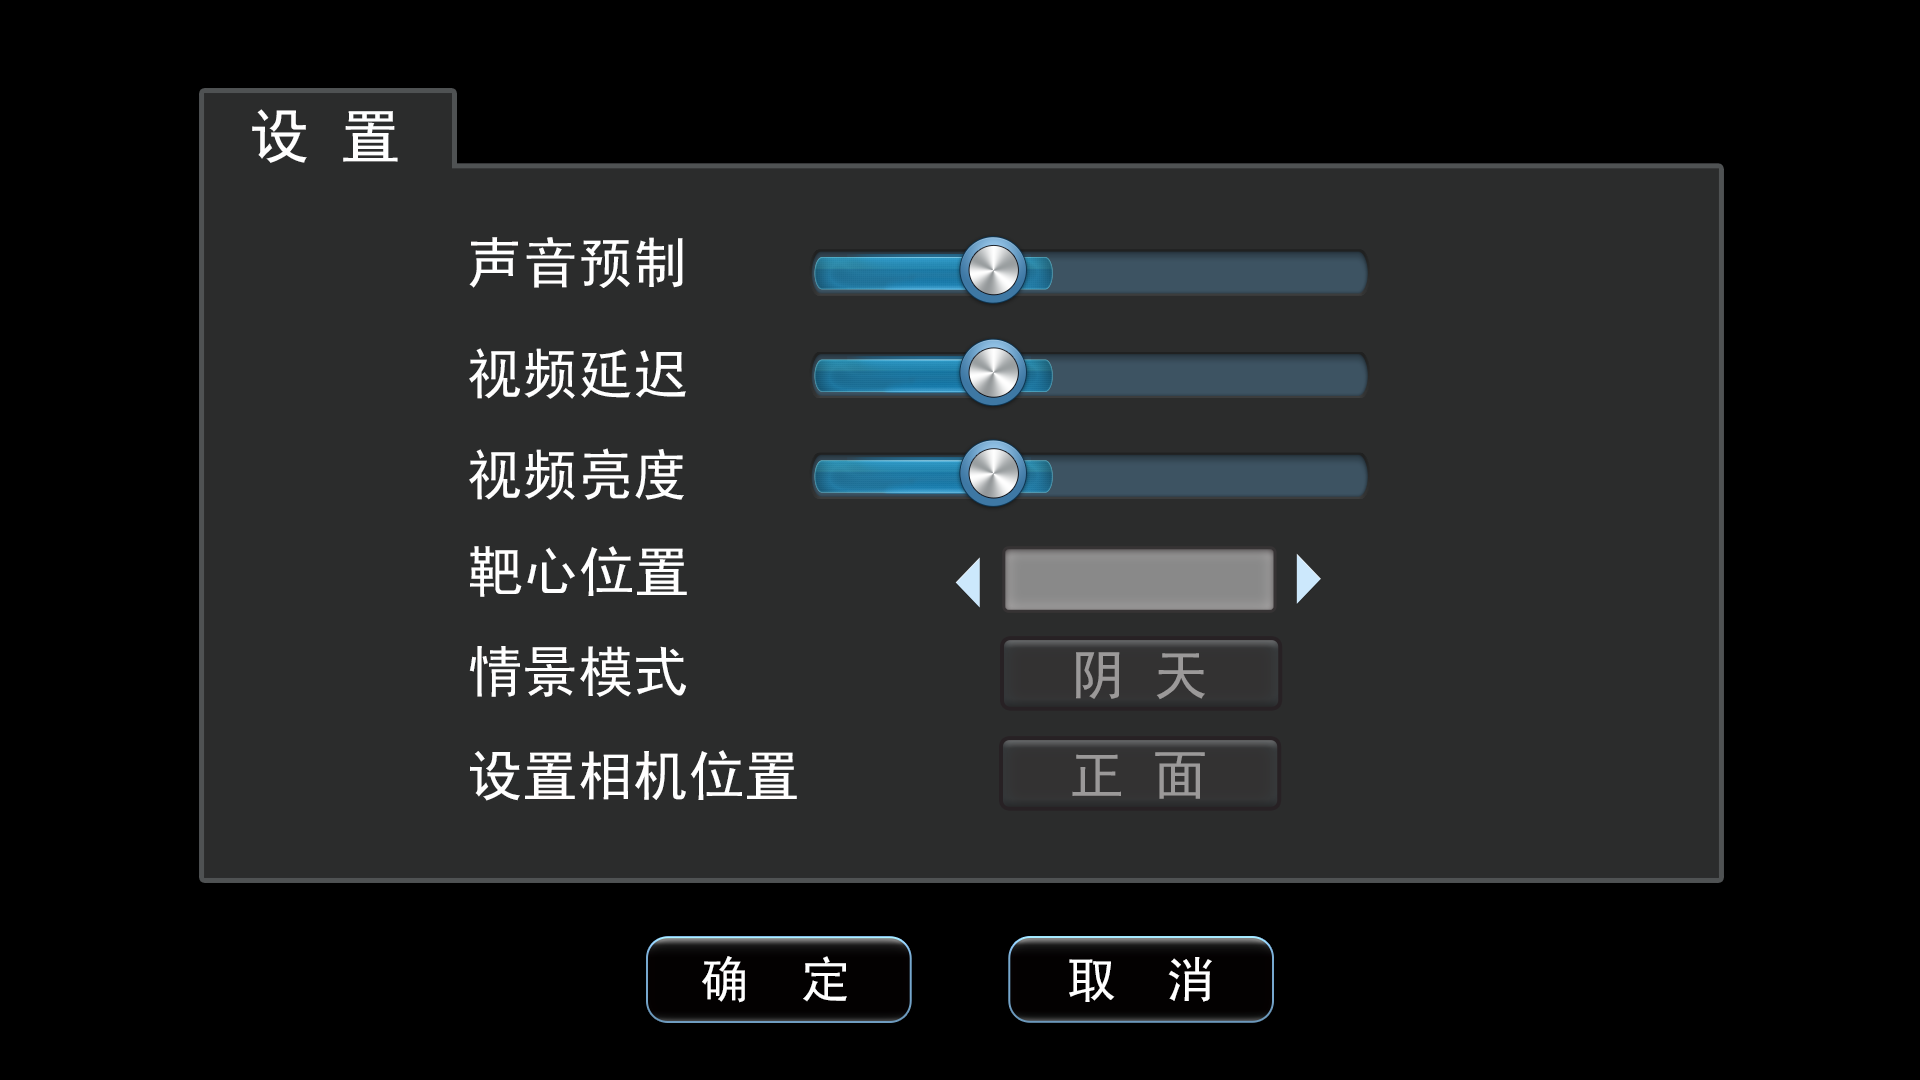 设 置
声音预制
视频延迟
视频亮度
靶心位置
情景模式 阴 天
设置相机位置 正 面
确 定 取 消